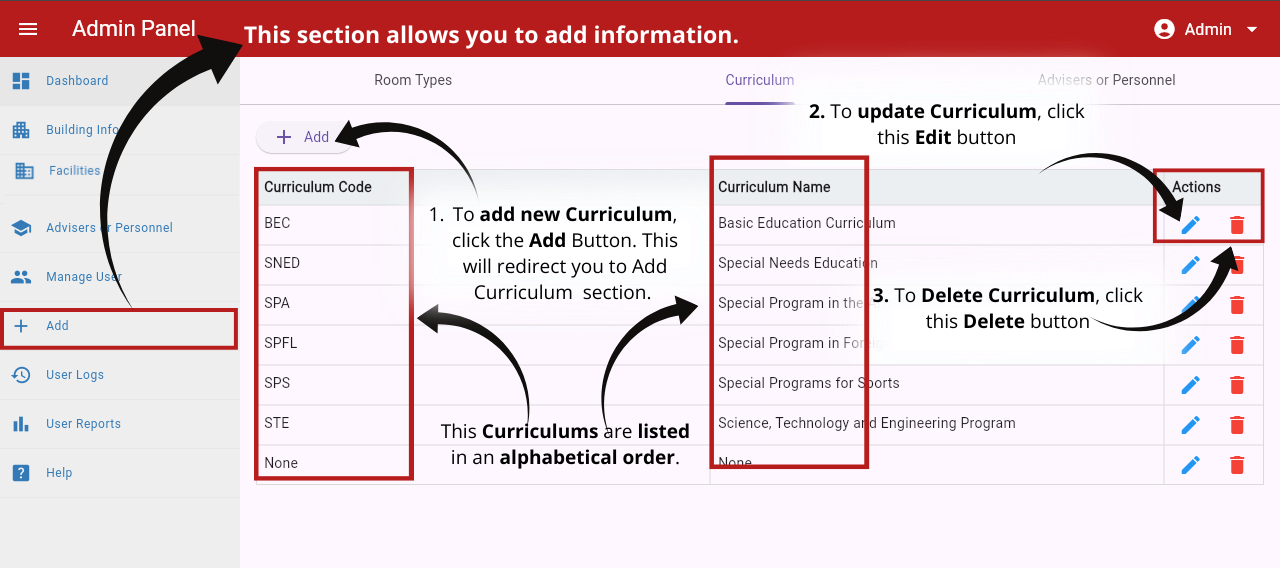 Admin Panel
This section allows you to add information.
Admin
Dashboard
Building Info
Facilities
Advisers or Personnel
Manage User
Add
User Logs
User Reports
Help
Room Types
Curriculum
Advisers or Personnel
Add
2. To update Curriculum, click
this Edit button
Curriculum Code
Curriculum Name
Actions
BEC
Basic Education Curriculum
SNED
Special Needs Education
SPA
Special Program in the
SPFL
Special Program in
SPS
Special Programs for Sports
STE
Science, Technology and Engineering Program
None
None
1. To add new Curriculum,
click the Add Button. This
will redirect you to Add
Curriculum section.
3. To Delete Curriculum, click
this Delete button
This Curriculums are listed
in an alphabetical order.